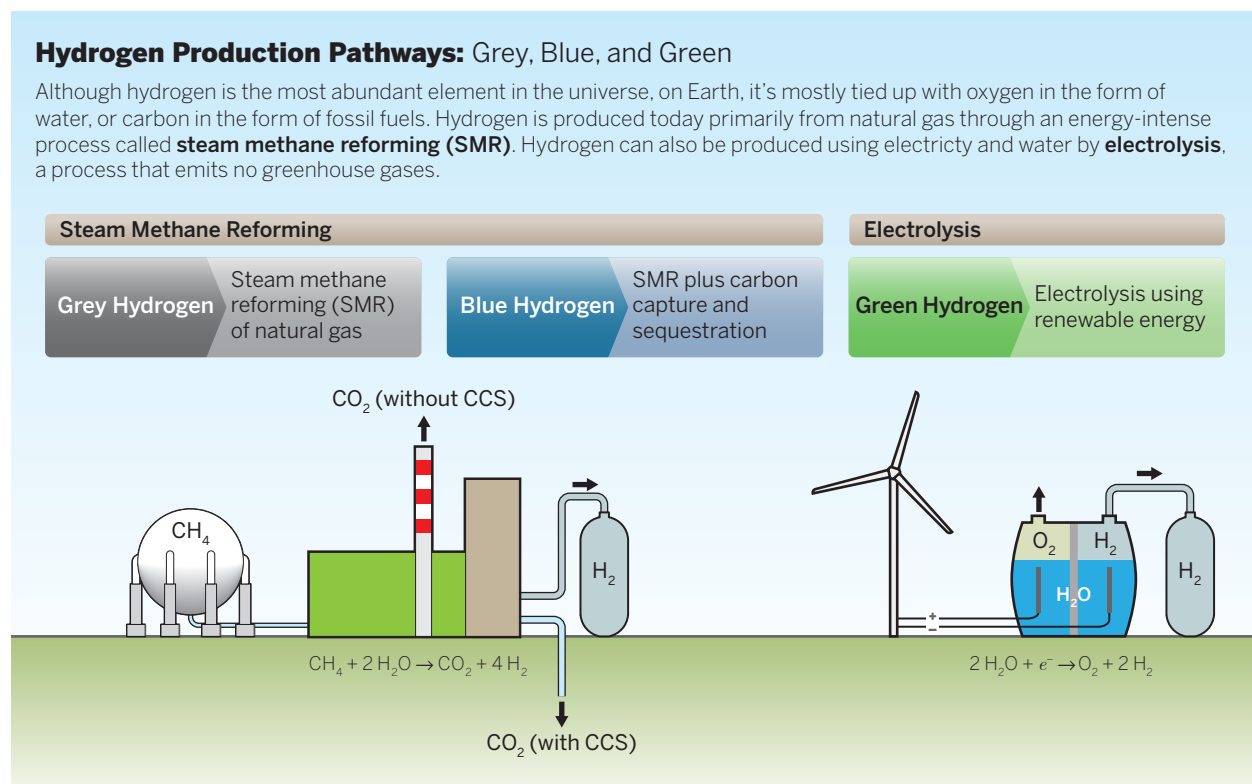 Hydrogen Production Pathways: Grey, Blue, and Green
Although hydrogen is the most abundant element in the universe, on Earth, it's mostly tied up with oxygen in the form of
water, or carbon in the form of fossil fuels. Hydrogen is produced today primarily from natural gas through an energy-intense
process called steam methane reforming (SMR). Hydrogen can also be produced using electricty and water by electrolysis,
a process that emits no greenhouse gases.
Steam Methane Reforming
Grey Hydrogen
Steam methane
reforming (SMR)
of natural gas
Blue Hydrogen
SMR plus carbon
capture and
sequestration
Electrolysis
Green Hydrogen
Electrolysis using
renewable energy
CO₂ (without CCS)
CH₄
H₂
CH₄ + 2 H₂O → CO₂ + 4 H₂
CO₂ (with CCS)
O₂
H₂
H₂O
+
−
H₂
2 H₂O + e⁻ → O₂ + 2 H₂